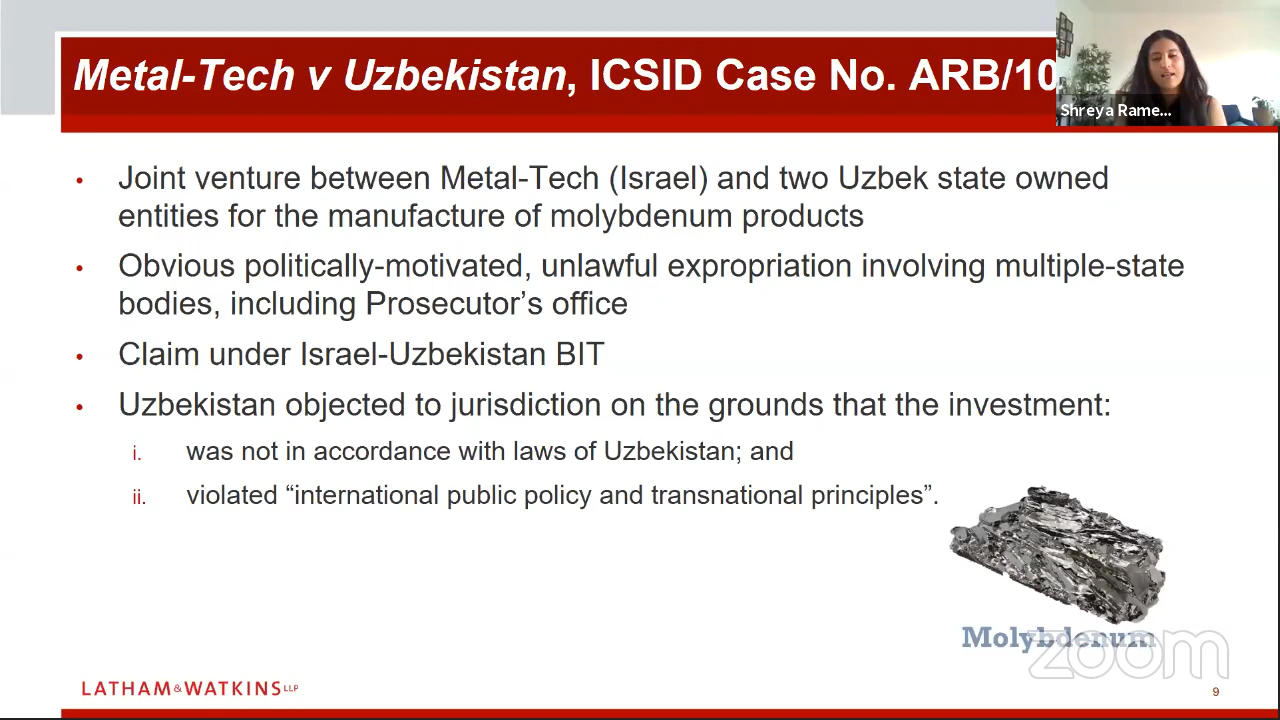 Metal-Tech v Uzbekistan, ICSID Case No. ARB/10
Shreya Rame...
• Joint venture between Metal-Tech (Israel) and two Uzbek state owned
entities for the manufacture of molybdenum products
• Obvious politically-motivated, unlawful expropriation involving multiple-state
bodies, including Prosecutor’s office
• Claim under Israel-Uzbekistan BIT
• Uzbekistan objected to jurisdiction on the grounds that the investment:
i. was not in accordance with laws of Uzbekistan; and
ii. violated “international public policy and transnational principles”.
Molybdenum
zoom
LATHAM&WATKINS LLP
9